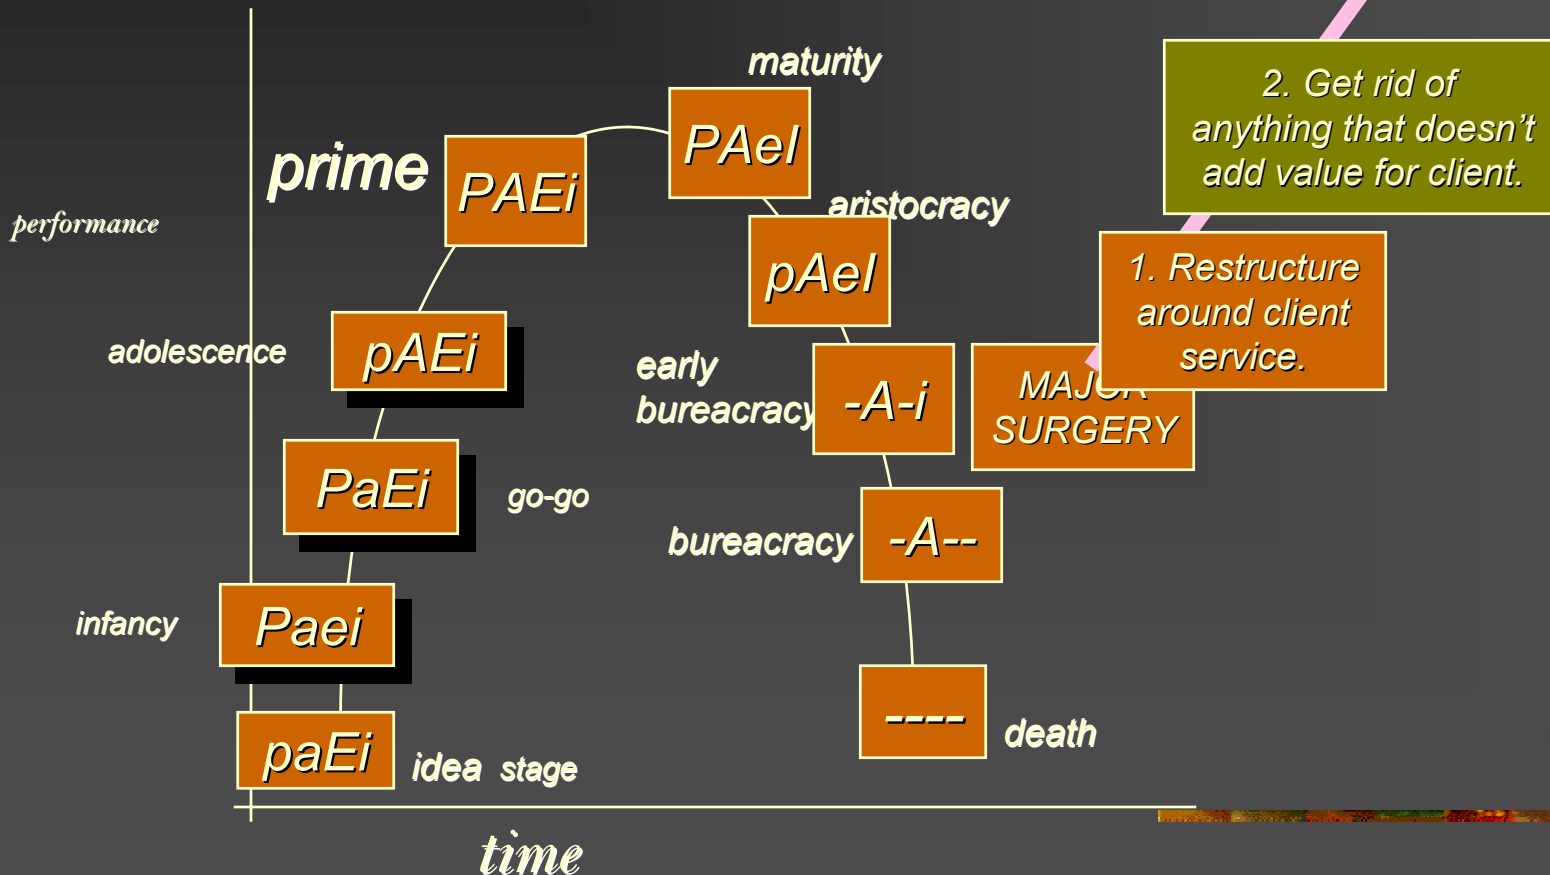 maturity
2. Get rid of
anything that doesn’t
add value for client.
PAeI
prime
PAEi
aristocracy
performance
pAeI
1. Restructure
around client
service.
adolescence
pAEi
early
bureacracy
-A-i
MAJOR
SURGERY
PaEi
go-go
bureacracy
-A--
infancy
Paei
----
death
paEi
idea stage
time